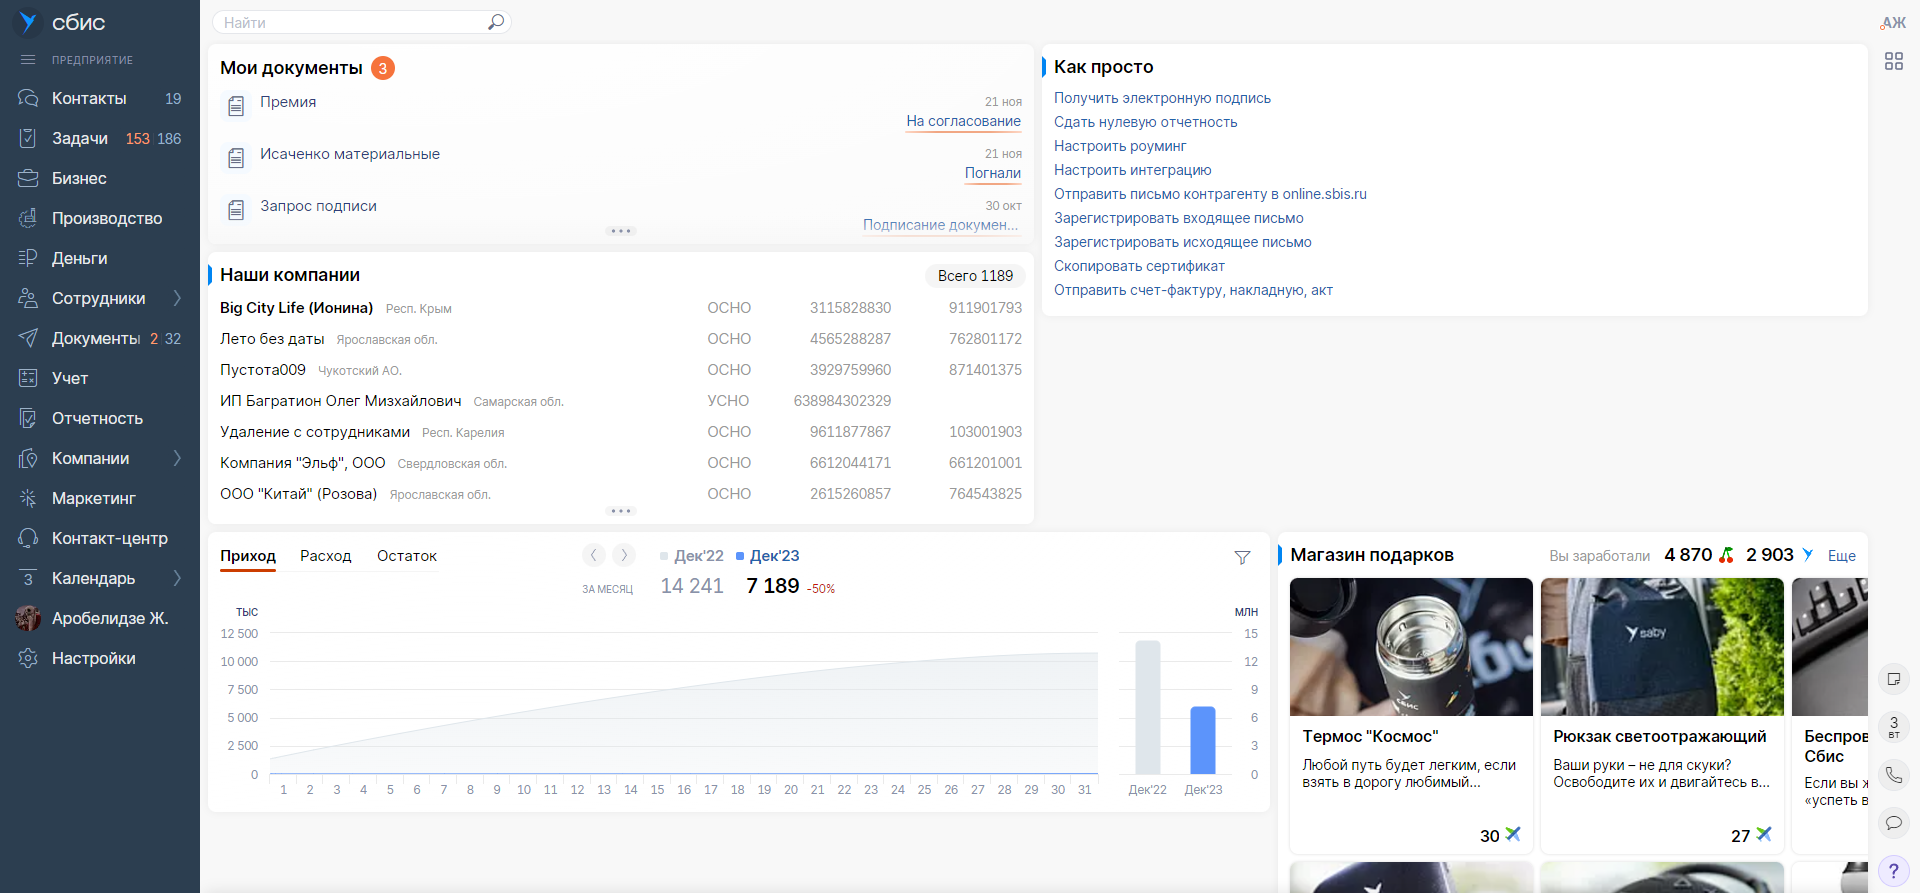 сбис
ПРЕДПРИЯТИЕ
Контакты 19
Задачи 153 186
Бизнес
Производство
Деньги
Сотрудники
Документы 2 32
Учет
Отчетность
Компании
Маркетинг
Контакт-центр
3 Календарь
Аробелидзе Ж.
Настройки
Найти
Мои документы 3
Премия 21 ноя
На согласование
Исаченко материальные 21 ноя
Погнали
Запрос подписи 30 окт
Подписание докумен...
Наши компании Всего 1189
Big City Life (Ионина) Респ. Крым ОСНО 3115828830 911901793
Лето без даты Ярославская обл. ОСНО 4565288287 762801172
Пустота009 Чукотский АО. ОСНО 3929759960 871401375
ИП Багратион Олег Мизхайлович Самарская обл. УСНО 638984302329
Удаление с сотрудниками Респ. Карелия ОСНО 9611877867 103001903
Компания "Эльф", ООО Свердловская обл. ОСНО 6612044171 661201001
ООО "Китай" (Розова) Ярославская обл. ОСНО 2615260857 764543825
Как просто
Получить электронную подпись
Сдать нулевую отчетность
Настроить роуминг
Настроить интеграцию
Отправить письмо контрагенту в online.sbis.ru
Зарегистрировать входящее письмо
Зарегистрировать исходящее письмо
Скопировать сертификат
Отправить счет-фактуру, накладную, акт
АЖ
Приход Расход Остаток Дек'22 Дек'23
ЗА МЕСЯЦ 14 241 7 189 -50%
тыс млн
12 500 15
10 000 12
7 500 9
5 000 6
2 500 3
0 0
1 2 3 4 5 6 7 8 9 10 11 12 13 14 15 16 17 18 19 20 21 22 23 24 25 26 27 28 29 30 31 Дек'22 Дек'23
Магазин подарков Вы заработали 4 870 2 903 Еще
сбис
saby
Термос "Космос"
Любой путь будет легким, если
взять в дорогу любимый...
30
Рюкзак светоотражающий
Ваши руки – не для скуки?
Освободите их и двигайтесь в...
27
Беспров
Сбис
Если вы ж
«успеть в
3
вт
?